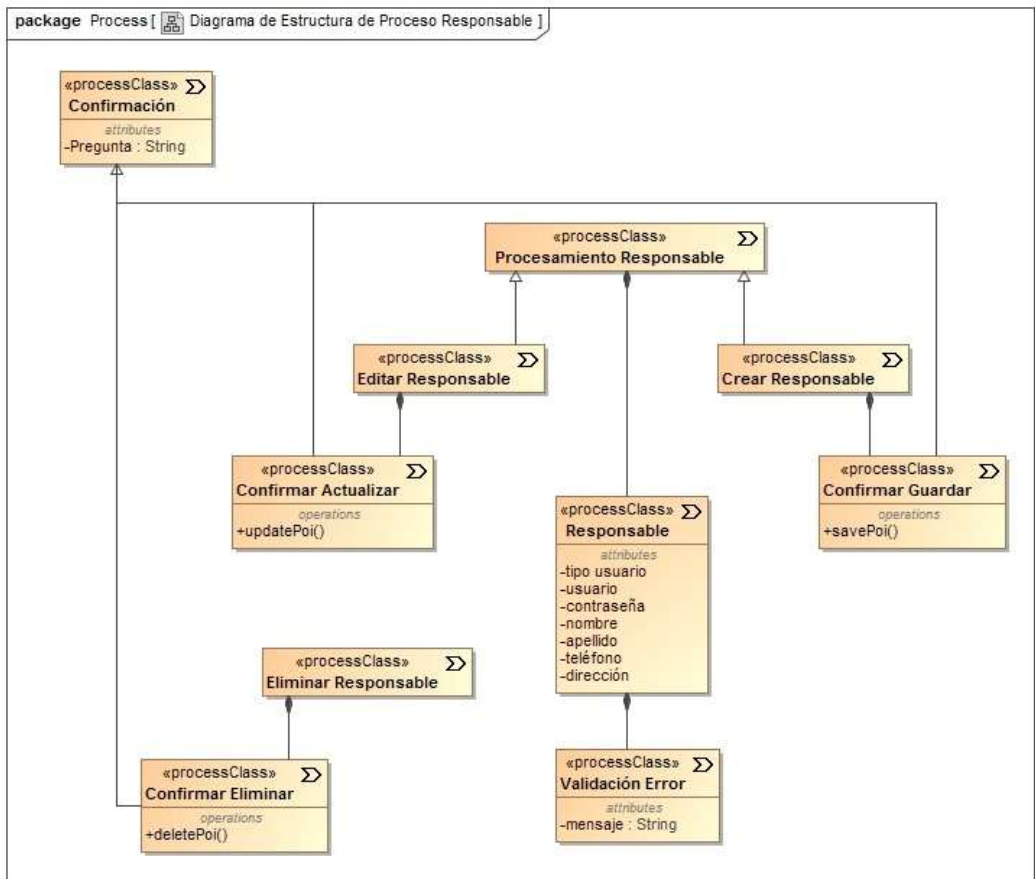 package Process [ Diagrama de Estructura de Proceso Responsable ]
«processClass»
Confirmación
attributes
-Pregunta : String
«processClass»
Procesamiento Responsable
«processClass»
Editar Responsable
«processClass»
Crear Responsable
«processClass»
Confirmar Actualizar
operations
+updatePoi()
«processClass»
Responsable
attributes
-tipo usuario
-usuario
-contraseña
-nombre
-apellido
-teléfono
-dirección
«processClass»
Confirmar Guardar
operations
+savePoi()
«processClass»
Eliminar Responsable
«processClass»
Confirmar Eliminar
operations
+deletePoi()
«processClass»
Validación Error
attributes
-mensaje : String